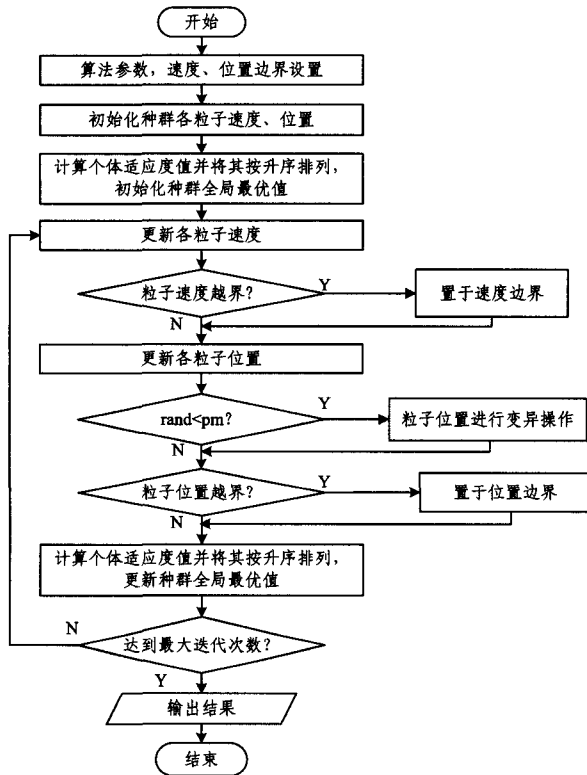 开始
算法参数，速度、位置边界设置
初始化种群各粒子速度、位置
计算个体适应度值并将其按升序排列，
初始化种群全局最优值
更新各粒子速度
粒子速度越界？
Y
置于速度边界
N
更新各粒子位置
rand<pm?
Y
粒子位置进行变异操作
N
粒子位置越界？
Y
置于位置边界
N
计算个体适应度值并将其按升序排列，
更新种群全局最优值
N
达到最大迭代次数？
Y
输出结果
结束